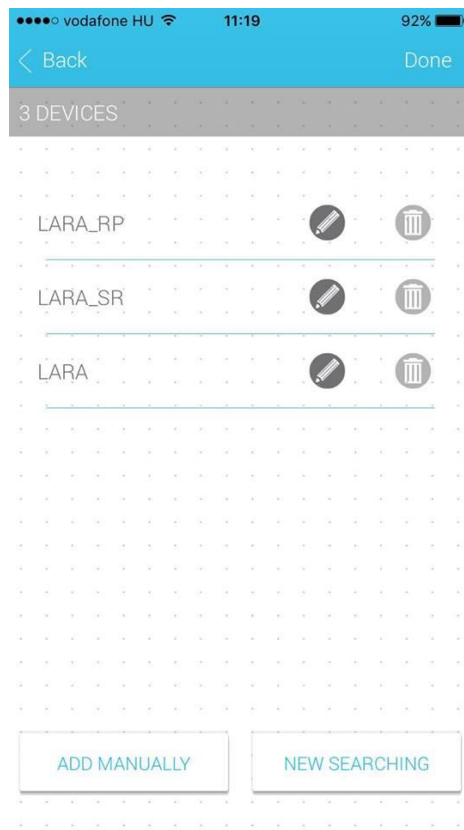 vodafone HU 11:19 92%
Back Done
3 DEVICES
LARA_RP
LARA_SR
LARA
ADD MANUALLY NEW SEARCHING